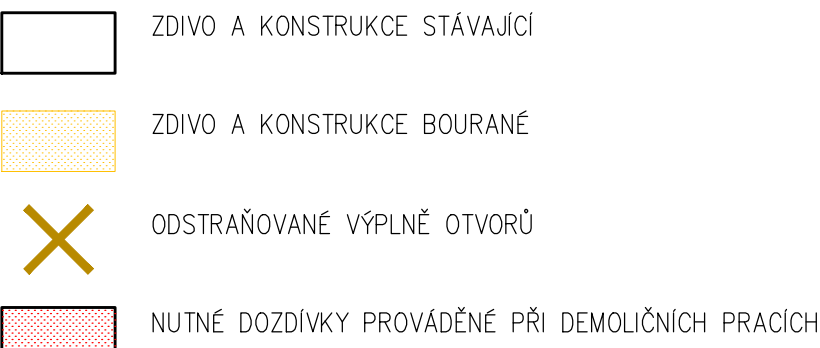 ZDIVO A KONSTRUKCE STÁVAJÍCÍ
ZDIVO A KONSTRUKCE BOURANÉ
ODSTRAŇOVANÉ VÝPLNĚ OTVORŮ
NUTNÉ DOZDÍVKY PROVÁDĚNÉ PŘI DEMOLIČNÍCH PRACÍCH